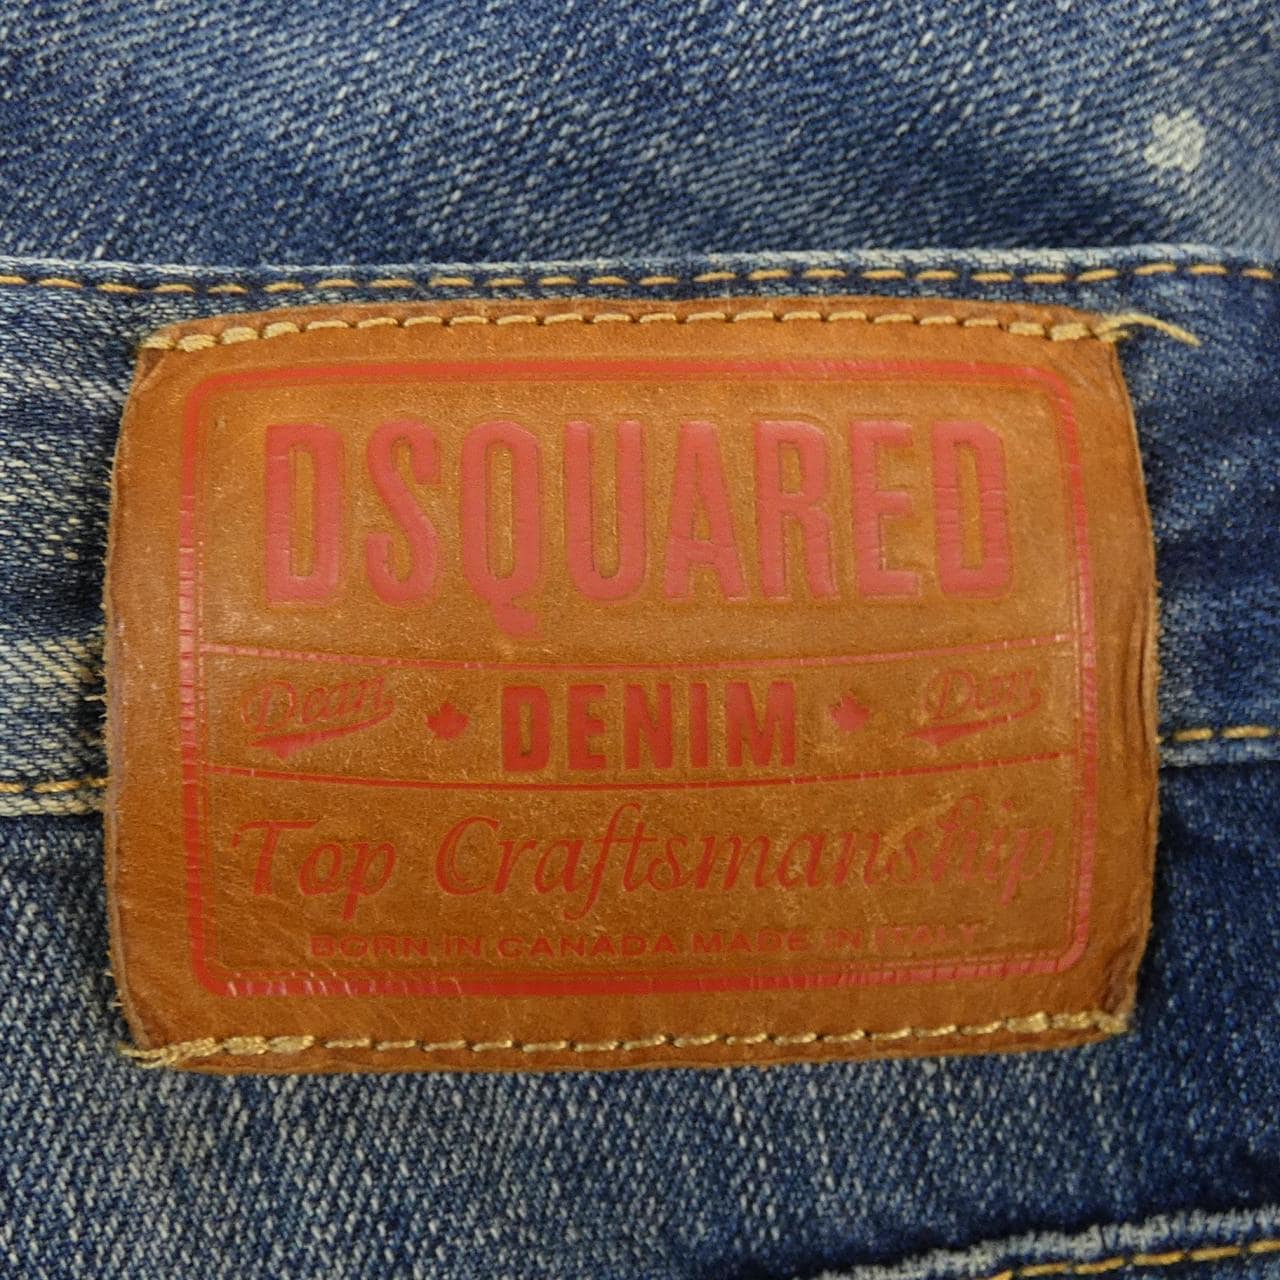 DSQUARED
Dean DENIM Dan
Top Craftsmanship
BORN IN CANADA MADE IN ITALY